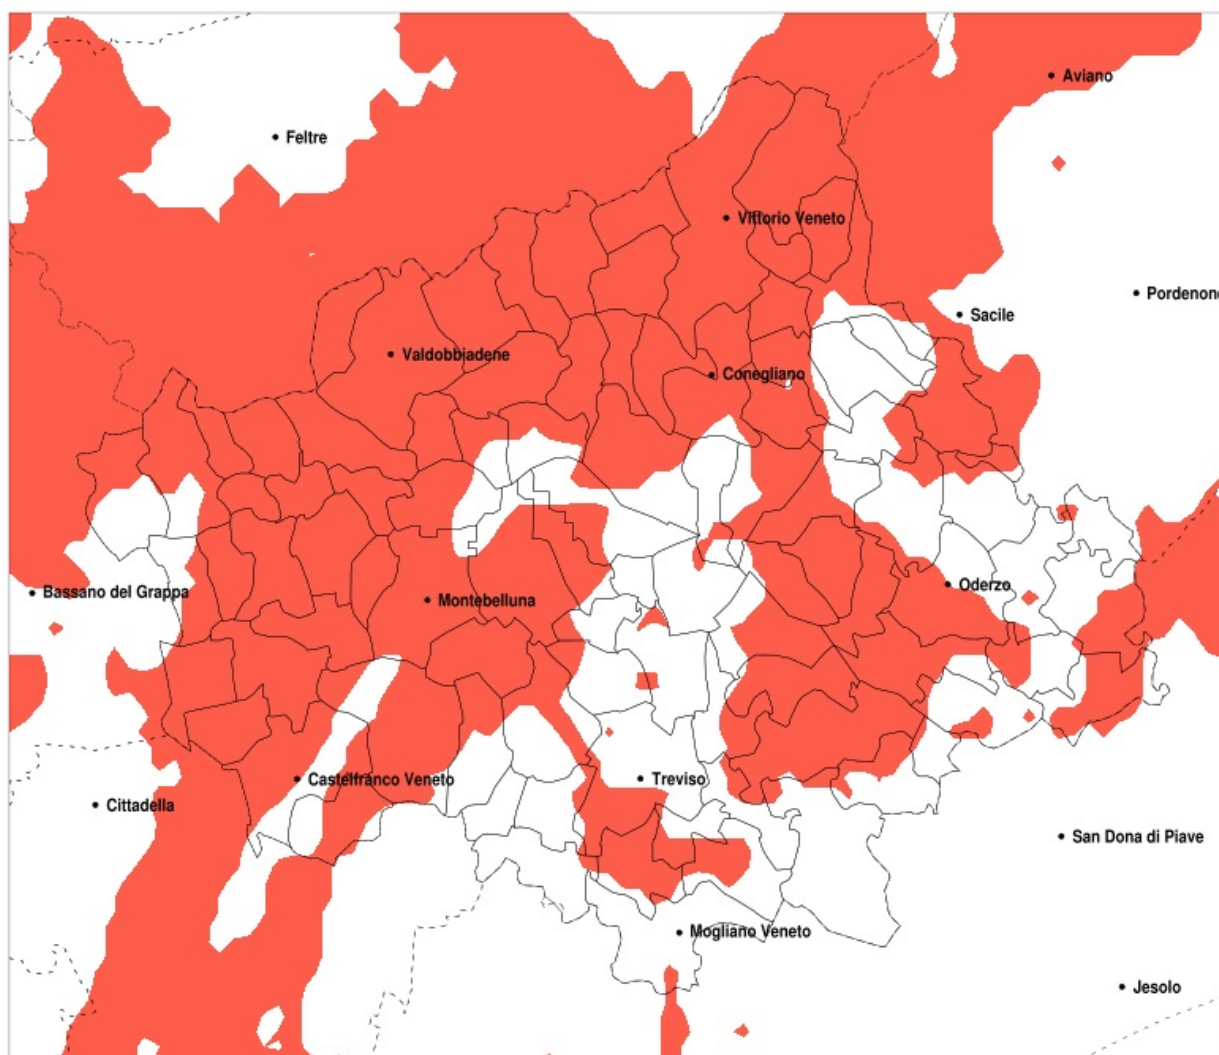 Aviano
Feltre
Vittorio Veneto
Pordenone
Sacile
Valdobbiadene
Conegliano
Oderzo
Bassano del Grappa
Montebelluna
Castelfranco Veneto
Treviso
Cittadella
San Dona di Piave
Mogliano Veneto
Jesolo